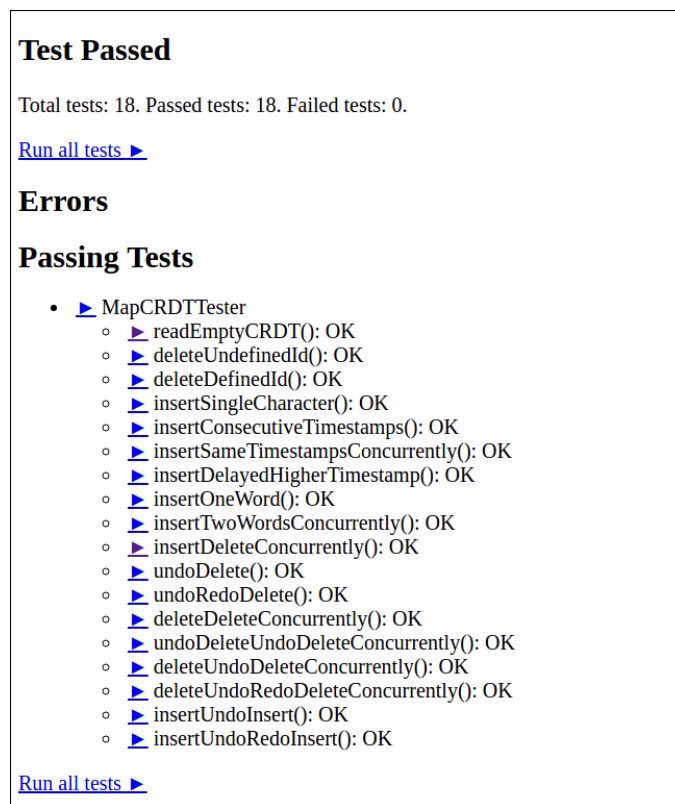 Test Passed
Total tests: 18. Passed tests: 18. Failed tests: 0.
Run all tests ►
Errors
Passing Tests
• ► MapCRDTTester
◦ ► readEmptyCRDT(): OK
◦ ► deleteUndefinedId(): OK
◦ ► deleteDefinedId(): OK
◦ ► insertSingleCharacter(): OK
◦ ► insertConsecutiveTimestamps(): OK
◦ ► insertSameTimestampsConcurrently(): OK
◦ ► insertDelayedHigherTimestamp(): OK
◦ ► insertOneWord(): OK
◦ ► insertTwoWordsConcurrently(): OK
◦ ► insertDeleteConcurrently(): OK
◦ ► undoDelete(): OK
◦ ► undoRedoDelete(): OK
◦ ► deleteDeleteConcurrently(): OK
◦ ► undoDeleteUndoDeleteConcurrently(): OK
◦ ► deleteUndoDeleteConcurrently(): OK
◦ ► deleteUndoRedoDeleteConcurrently(): OK
◦ ► insertUndoInsert(): OK
◦ ► insertUndoRedoInsert(): OK
Run all tests ►